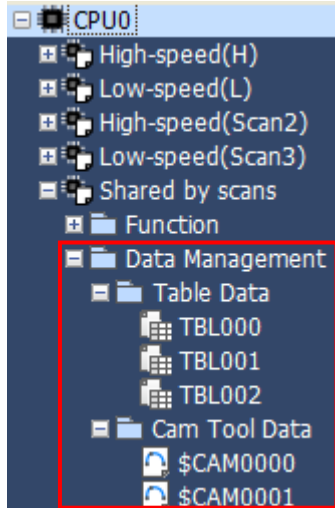 CPU0
High-speed(H)
Low-speed(L)
High-speed(Scan2)
Low-speed(Scan3)
Shared by scans
Function
Data Management
Table Data
TBL000
TBL001
TBL002
Cam Tool Data
$CAM0000
$CAM0001